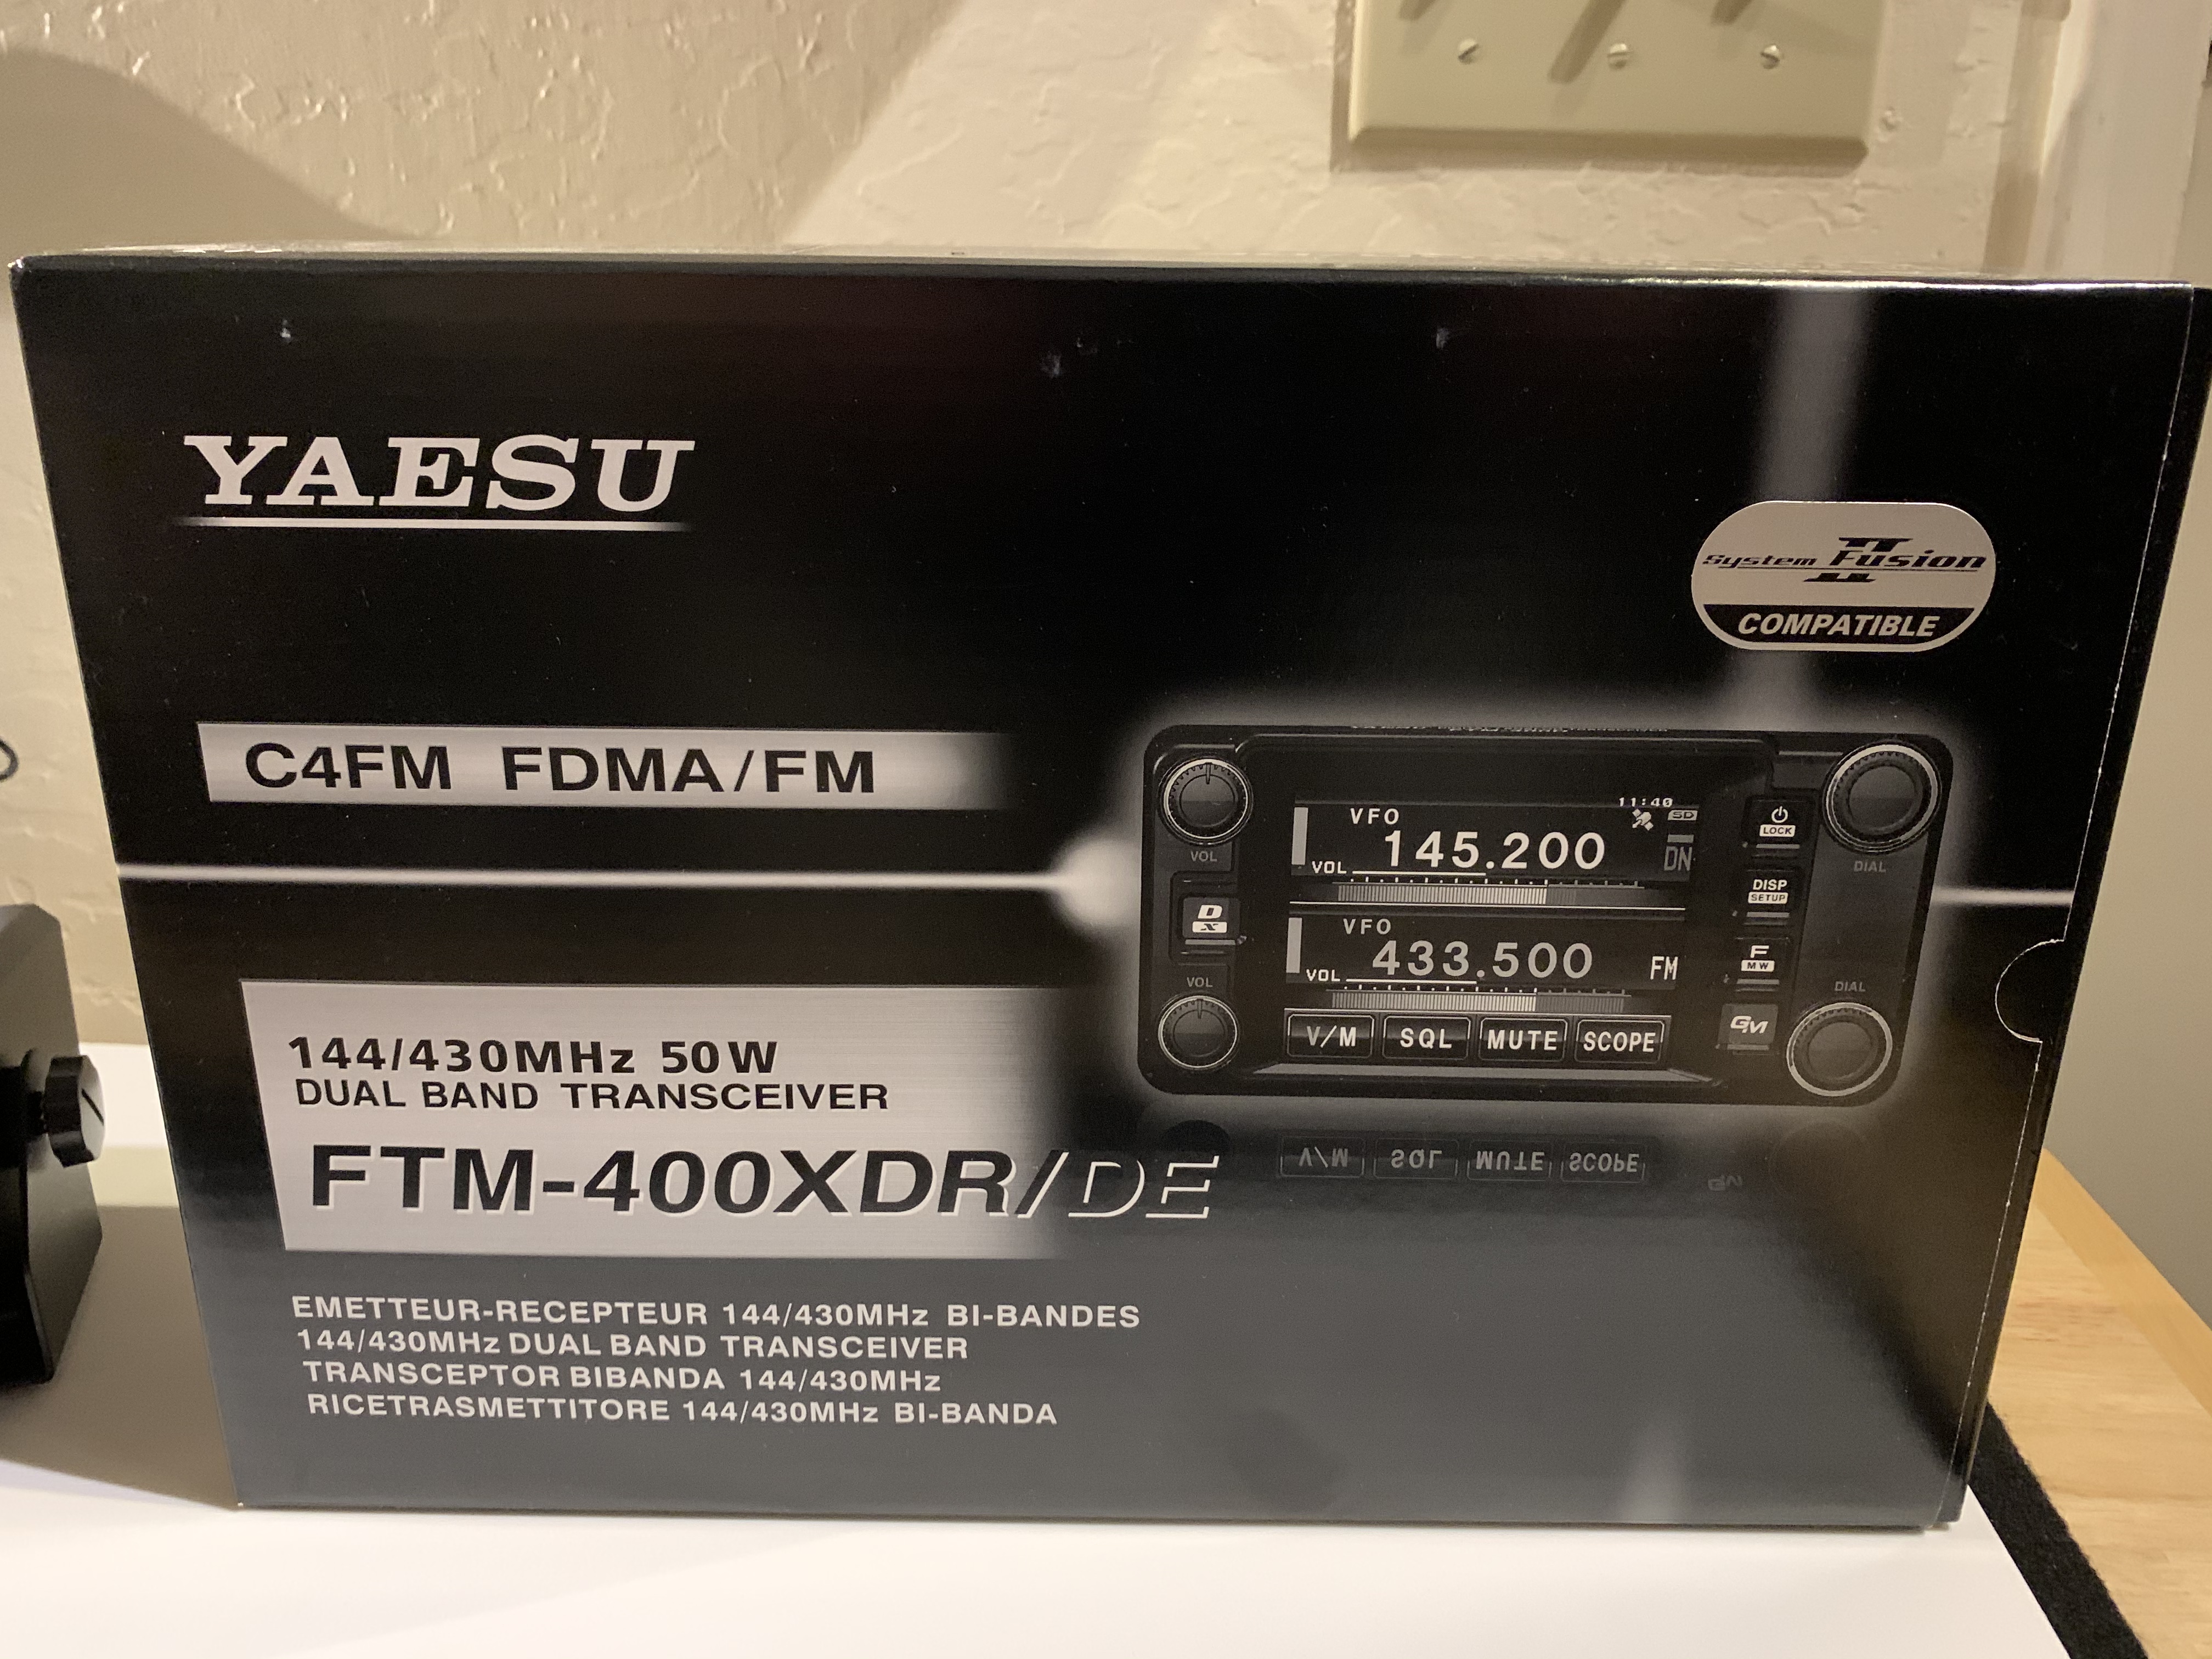 YAESU
System Fusion II
COMPATIBLE
C4FM FDMA/FM
11:40
VFO
SD
145.200
DN
VOL
VFO
433.500
FM
VOL
V/M SQL MUTE SCOPE
VOL
D
X
VOL
LOCK
DISP
SETUP
F
MW
GM
DIAL
DIAL
144/430MHz 50W
DUAL BAND TRANSCEIVER
FTM-400XDR/DE
EMETTEUR-RECEPTEUR 144/430MHz BI-BANDES
144/430MHz DUAL BAND TRANSCEIVER
TRANSCEPTOR BIBANDA 144/430MHz
RICETRASMETTITORE 144/430MHz BI-BANDA